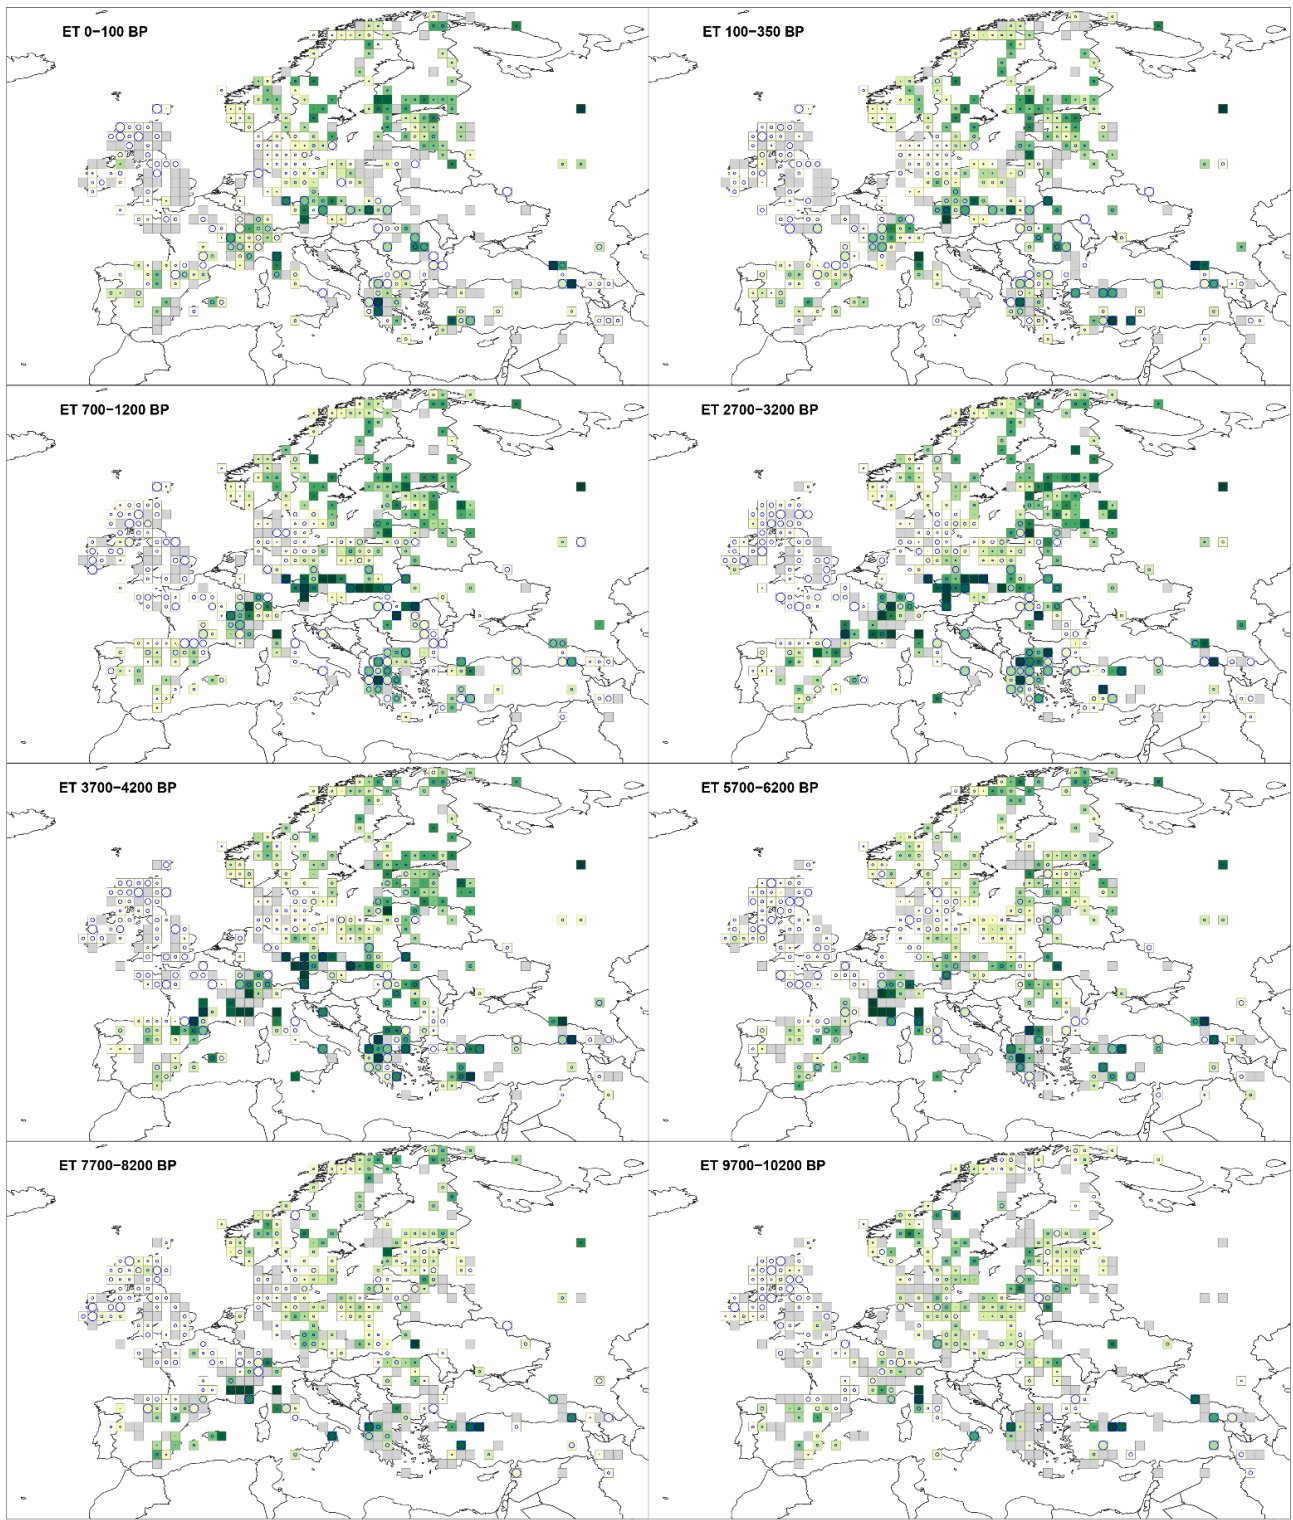 ET 0−100 BP
ET 100−350 BP
ET 700−1200 BP
ET 2700−3200 BP
ET 3700−4200 BP
ET 5700−6200 BP
ET 7700−8200 BP
ET 9700−10200 BP